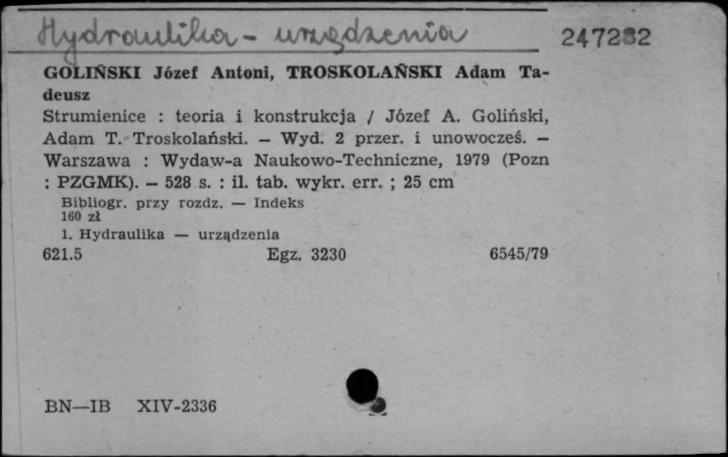 Hydraulika - urządzenia 247282
GOLIŃSKI Józef Antoni, TROSKOLAŃSKI Adam Ta-
deusz
Strumienice : teoria i konstrukcja / Józef A. Goliński,
Adam T. Troskolański. — Wyd. 2 przer. i unowocześ. —
Warszawa : Wydaw-a Naukowo-Techniczne, 1979 (Pozn
: PZGMK). — 528 s. : il. tab. wykr. err. ; 25 cm
Bibliogr. przy rozdz. — Indeks
160 zł
1. Hydraulika — urządzenia
621.5 Egz. 3230 6545/79
BN—IB XIV-2336